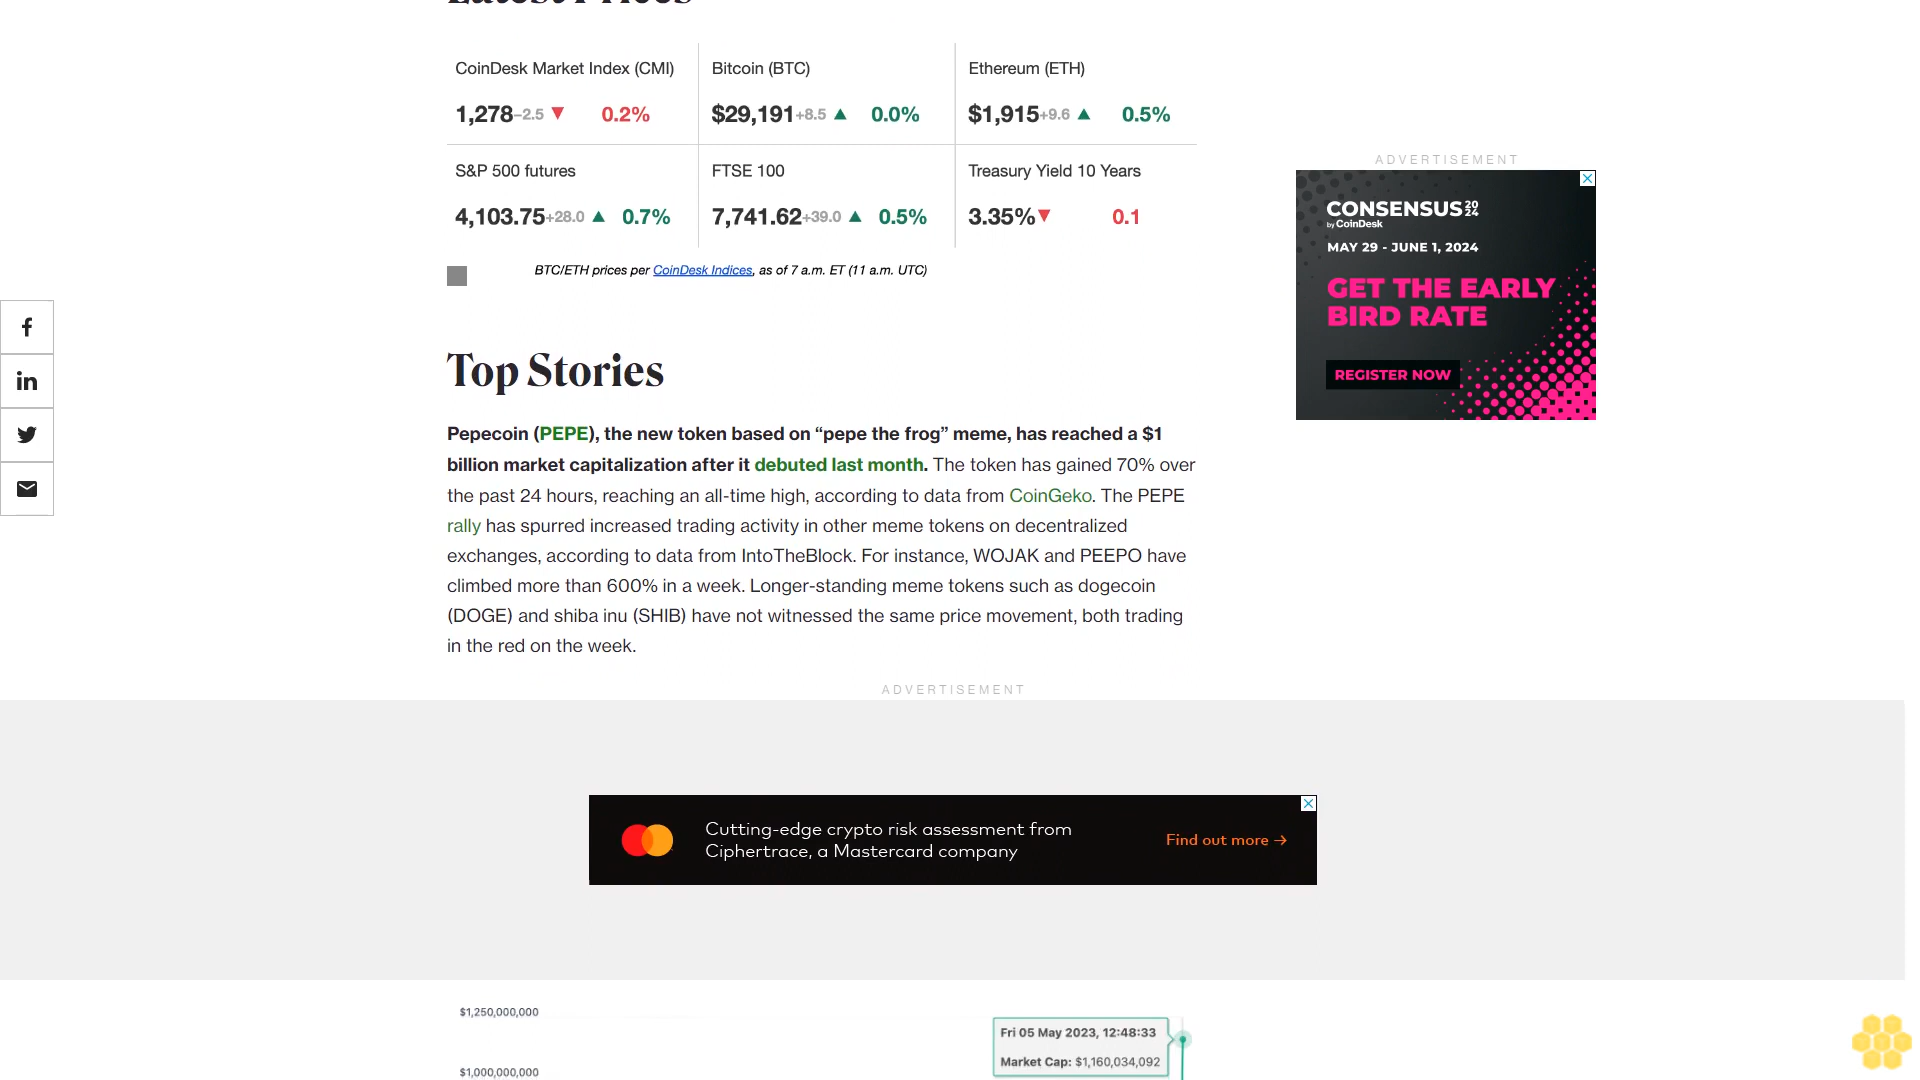 Latest Prices
CoinDesk Market Index (CMI)
1,278 −2.5 ▼ 0.2%
Bitcoin (BTC)
$29,191 +8.5 ▲ 0.0%
Ethereum (ETH)
$1,915 +9.6 ▲ 0.5%
S&P 500 futures
4,103.75 +28.0 ▲ 0.7%
FTSE 100
7,741.62 +39.0 ▲ 0.5%
Treasury Yield 10 Years
3.35% ▼ 0.1
BTC/ETH prices per CoinDesk Indices, as of 7 a.m. ET (11 a.m. UTC)
ADVERTISEMENT
CONSENSUS 2024
by CoinDesk
MAY 29 - JUNE 1, 2024
GET THE EARLY
BIRD RATE
REGISTER NOW
Top Stories
Pepecoin (PEPE), the new token based on “pepe the frog” meme, has reached a $1
billion market capitalization after it debuted last month. The token has gained 70% over
the past 24 hours, reaching an all-time high, according to data from CoinGeko. The PEPE
rally has spurred increased trading activity in other meme tokens on decentralized
exchanges, according to data from IntoTheBlock. For instance, WOJAK and PEEPO have
climbed more than 600% in a week. Longer-standing meme tokens such as dogecoin
(DOGE) and shiba inu (SHIB) have not witnessed the same price movement, both trading
in the red on the week.
ADVERTISEMENT
Cutting-edge crypto risk assessment from
Ciphertrace, a Mastercard company
Find out more →
$1,250,000,000
Fri 05 May 2023, 12:48:33
Market Cap: $1,160,034,092
$1,000,000,000